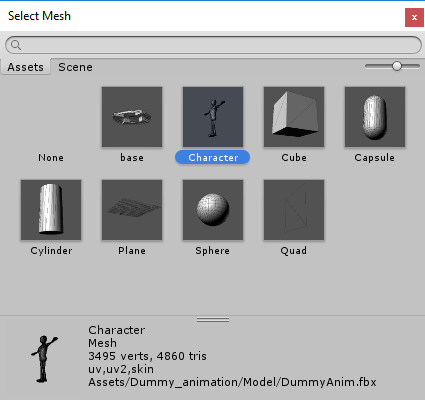 Select Mesh
x
Assets Scene
None base Character Cube Capsule
Cylinder Plane Sphere Quad
Character
Mesh
3495 verts, 4860 tris
uv,uv2,skin
Assets/Dummy_animation/Model/DummyAnim.fbx